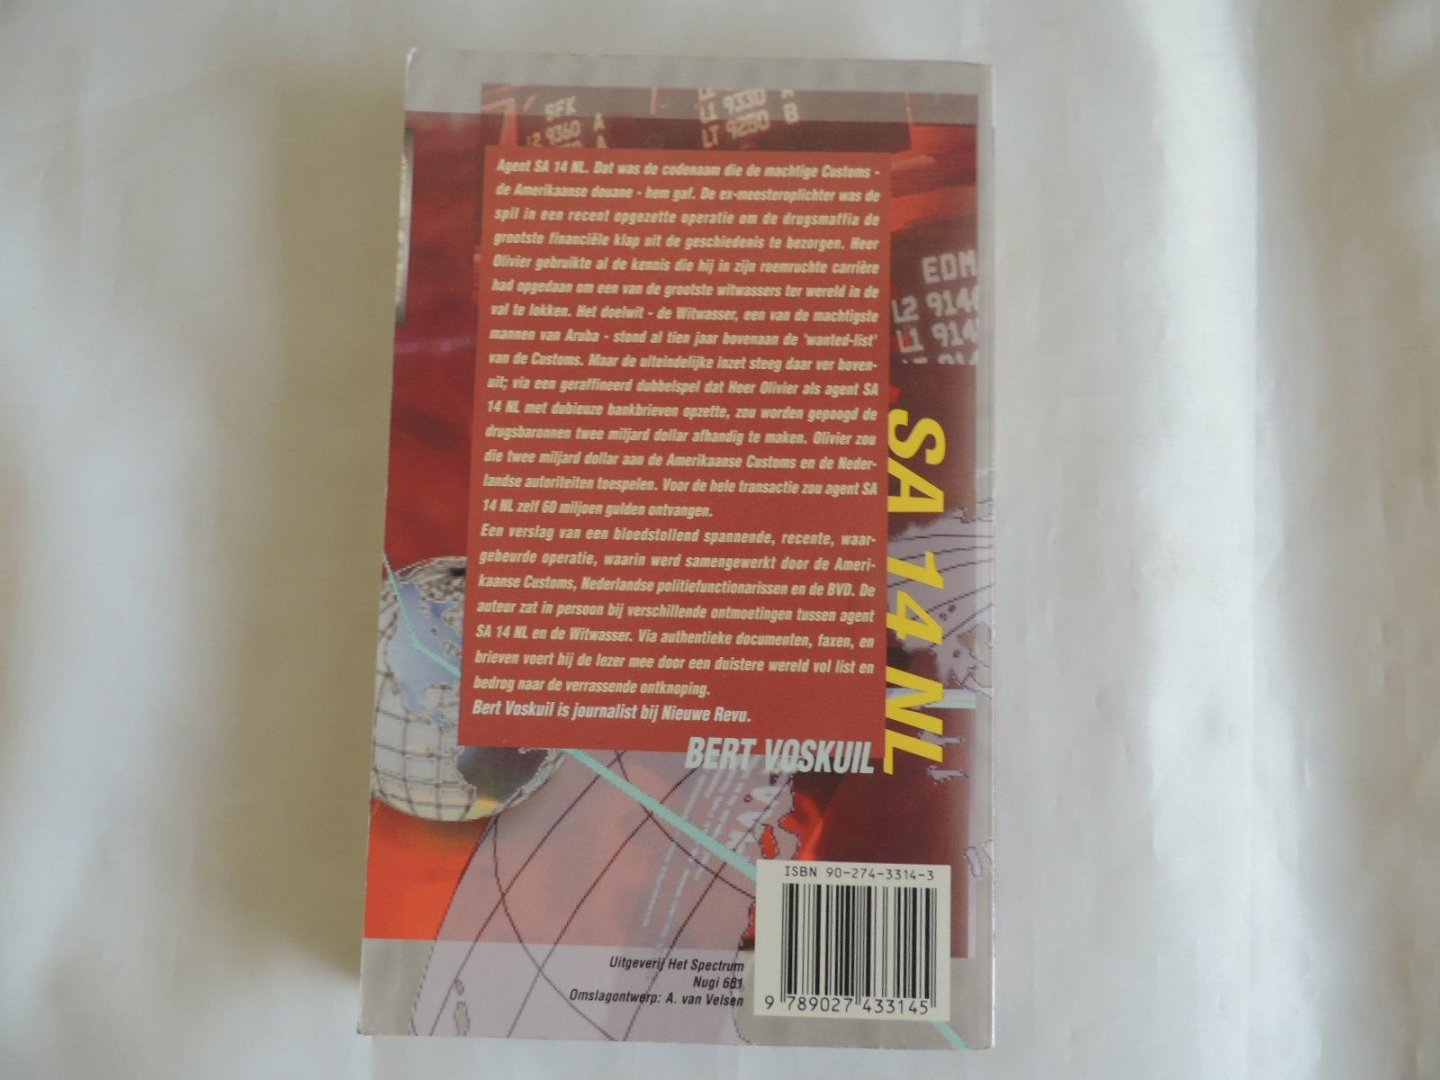 SFK
L2 9360 A
A
L2
L1 9330 A
LT 9250 B
EDM
L2 914
L1 914
Agent SA 14 NL. Dat was de codenaam die de machtige Customs -
de Amerikaanse douane - hem gaf. De ex-meesteroplichter was de
spil in een recent opgezette operatie om de drugsmaffia de
grootste financiële klap uit de geschiedenis te bezorgen. Heer
Olivier gebruikte al de kennis die hij in zijn roemruchte carrière
had opgedaan om een van de grootste witwassers ter wereld in de
val te lokken. Het doelwit - de Witwasser, een van de machtigste
mannen van Aruba - stond al tien jaar bovenaan de 'wanted-list'
van de Customs. Maar de uiteindelijke inzet steeg daar ver boven-
uit; via een geraffineerd dubbelspel dat Heer Olivier als agent SA
14 NL met dubieuze bankbrieven opzette, zou worden gepoogd de
drugsbaronnen twee miljard dollar afhandig te maken. Olivier zou
die twee miljard dollar aan de Amerikaanse Customs en de Neder-
landse autoriteiten toespelen. Voor de hele transactie zou agent SA
14 NL zelf 60 miljoen gulden ontvangen.
Een verslag van een bloedstollend spannende, recente, waar-
gebeurde operatie, waarin werd samengewerkt door de Ameri-
kaanse Customs, Nederlandse politiefunctionarissen en de BVD. De
auteur zat in persoon bij verschillende ontmoetingen tussen agent
SA 14 NL en de Witwasser. Via authentieke documenten, faxen, en
brieven voert hij de lezer mee door een duistere wereld vol list en
bedrog naar de verrassende ontknoping.
Bert Voskuil is journalist bij Nieuwe Revu.
BERT VOSKUIL
SA 14 NL
ISBN 90-274-3314-3
9 789027 433145
Uitgeverij Het Spectrum
Nugi 661
Omslagontwerp: A. van Velsen